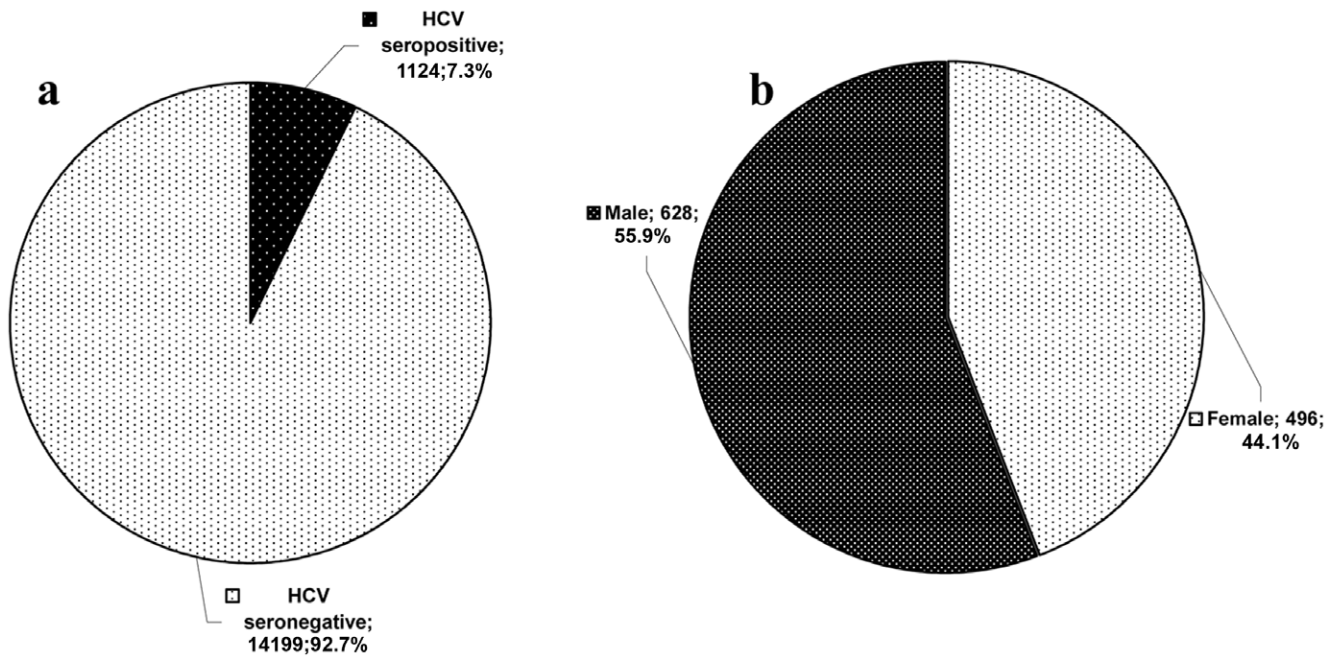 a
HCV
seropositive;
1124;7.3%
HCV
seronegative;
14199;92.7%
b
Male; 628;
55.9%
Female; 496;
44.1%